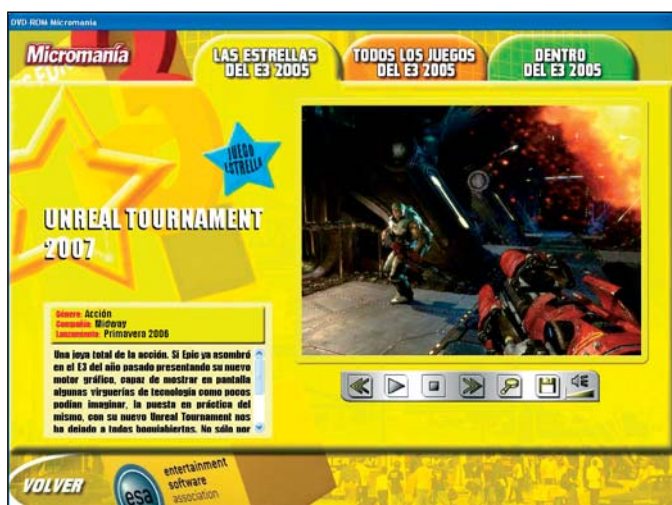 DVD-ROM Micromanía
Micromanía
LAS ESTRELLAS
DEL E3 2005
TODOS LOS JUEGOS
DEL E3 2005
DENTRO
DEL E3 2005
JUEGO
ESTRELLA
UNREAL TOURNAMENT
2007
Género: Acción
Compañía: Midway
Lanzamiento: Primavera 2006
Una joya total de la acción. Si Epic ya asombró
en el E3 del año pasado presentando su nuevo
motor gráfico, capaz de mostrar en pantalla
algunas virguerías de tecnología como pocos
podían imaginar, la puesta en práctica del
mismo, con su nuevo Unreal Tournament nos
ha dejado a todos boquiabiertos. No sólo por
VOLVER
esa
entertainment
software
association